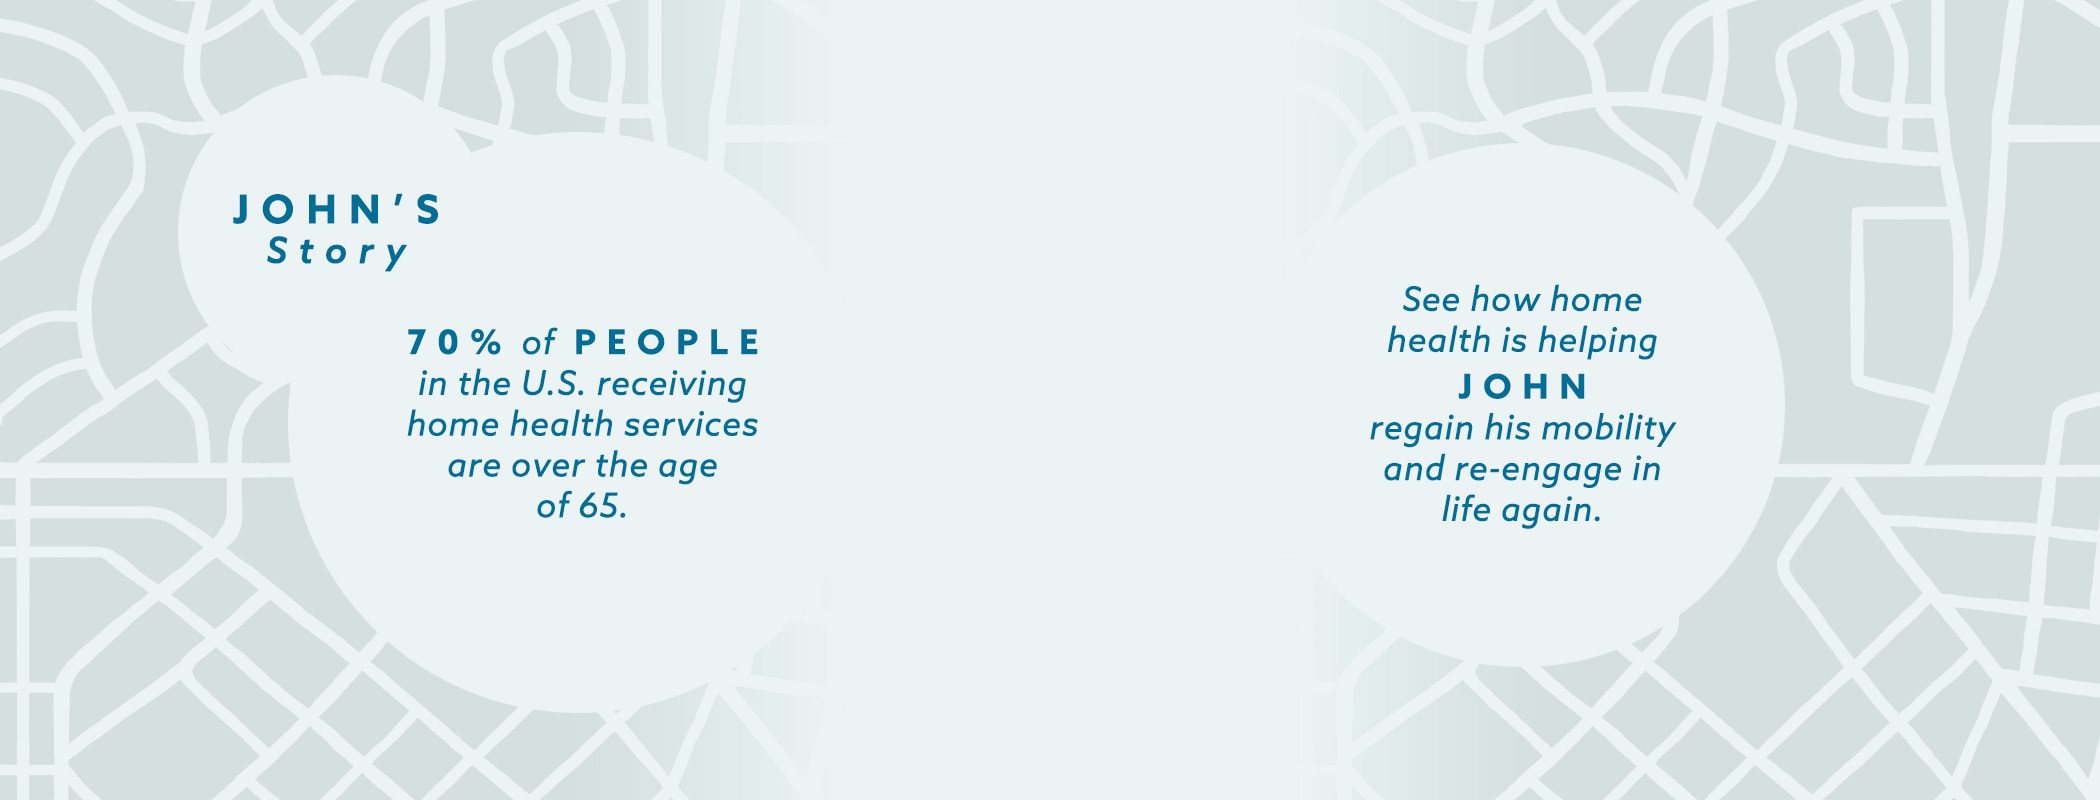 JOHN'S
Story
70% of PEOPLE
in the U.S. receiving
home health services
are over the age
of 65.
See how home
health is helping
JOHN
regain his mobility
and re-engage in
life again.